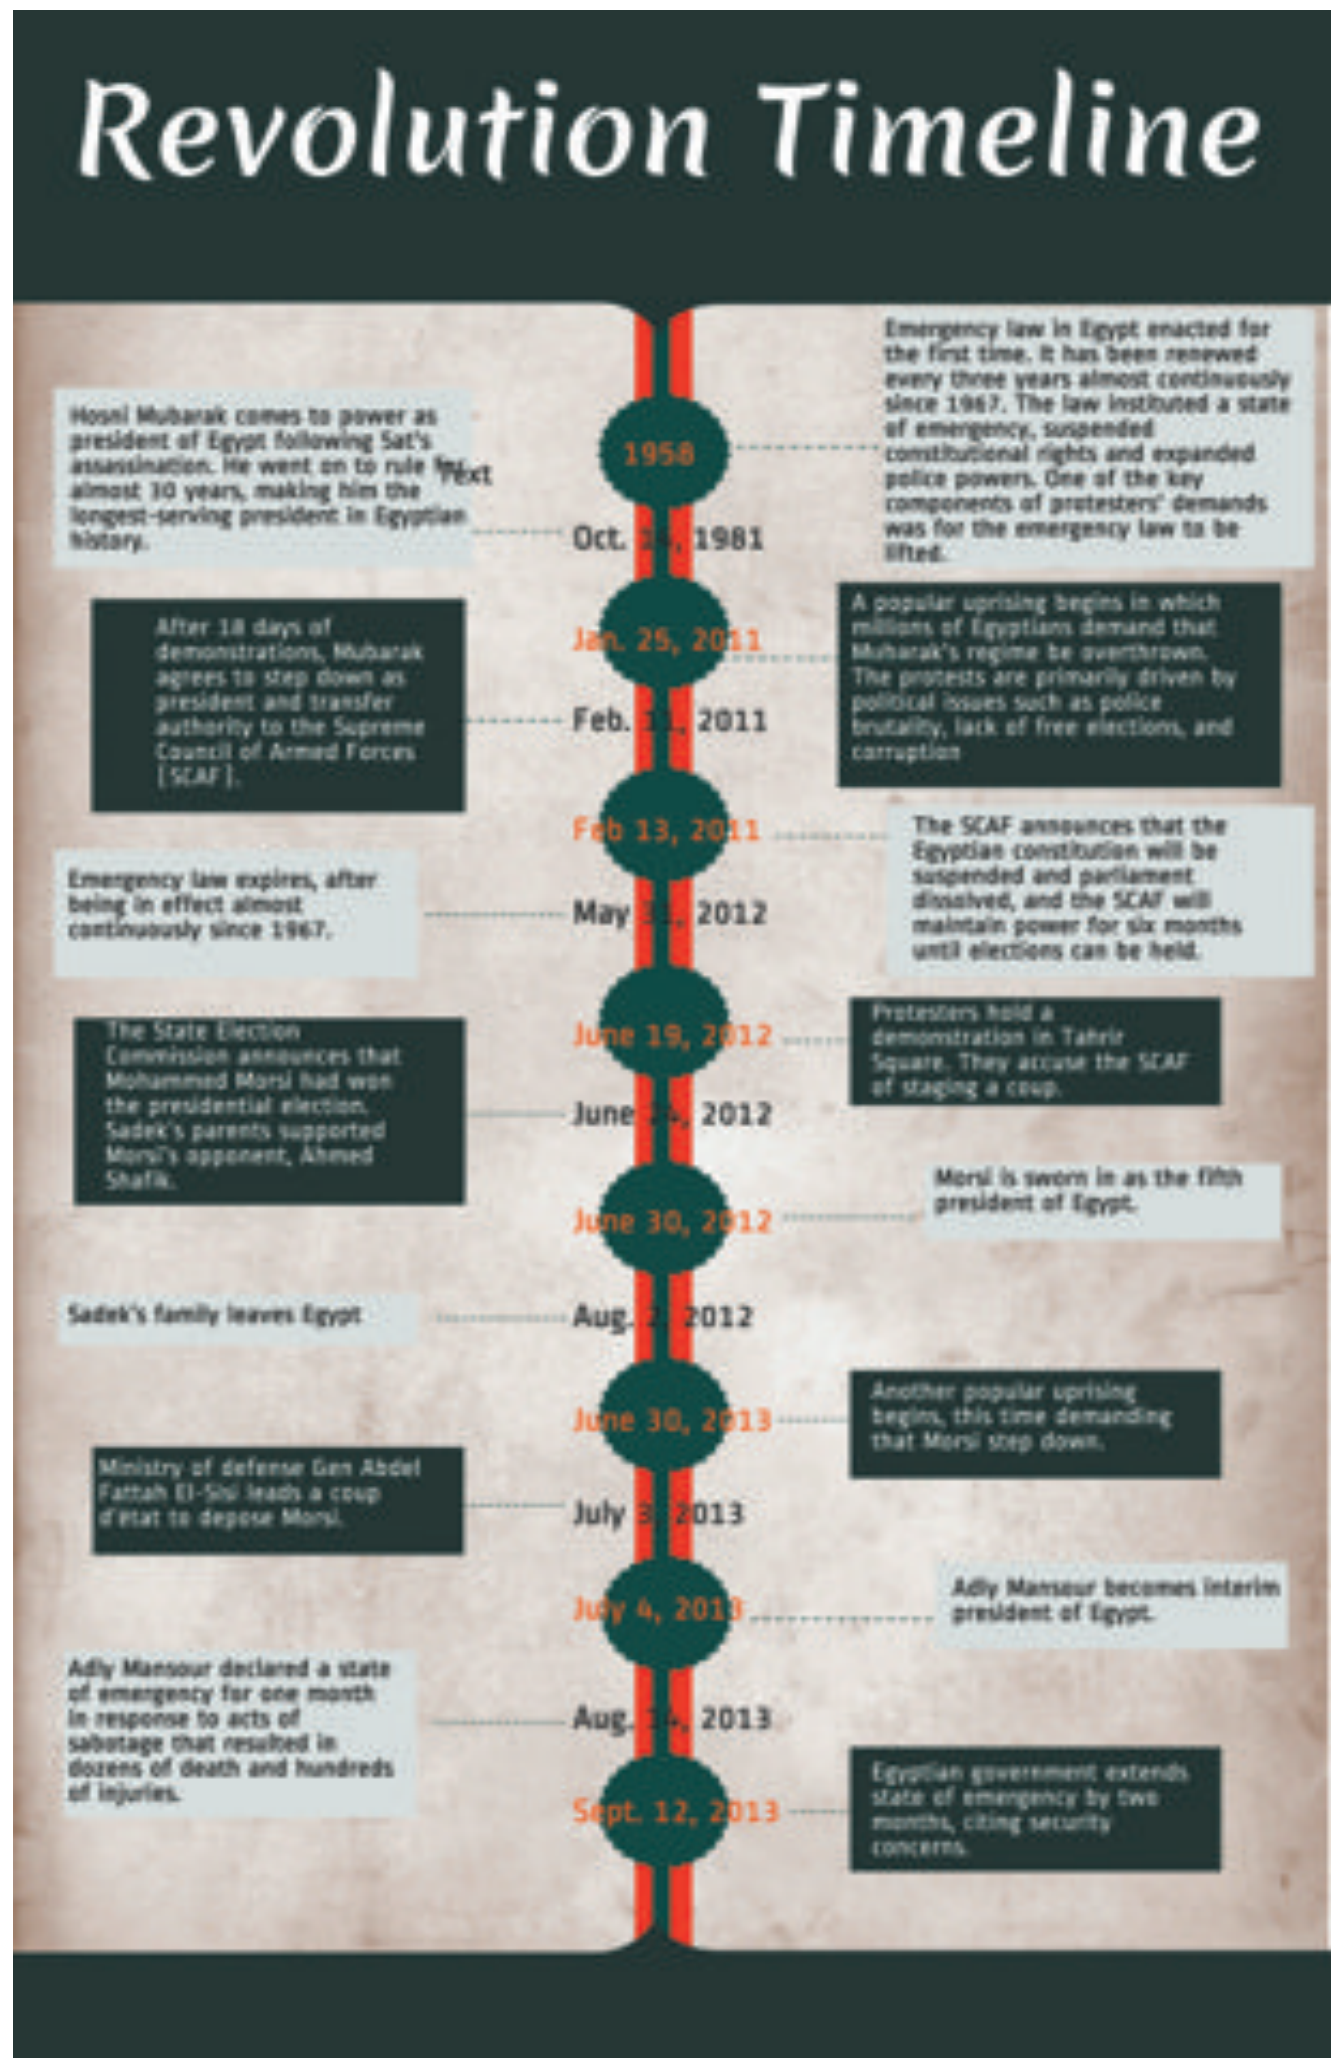 Revolution Timeline
Emergency law in Egypt enacted for
the first time. It has been renewed
every three years almost continuously
since 1967. The law instituted a state
of emergency, suspended
constitutional rights and expanded
police powers. One of the key
components of protesters' demands
was for the emergency law to be
lifted.
1958
Hosni Mubarak comes to power as
president of Egypt following Sat's
assassination. He went on to rule for
Text
almost 30 years, making him the
longest-serving president in Egyptian
history.
Oct. 1981
A popular uprising begins in which
millions of Egyptians demand that
Mubarak's regime be overthrown.
The protests are primarily driven by
political issues such as police
brutality, lack of free elections, and
corruption
Jan. 25, 2011
After 18 days of
demonstrations, Mubarak
agrees to step down as
president and transfer
authority to the Supreme
Council of Armed Forces
[SCAF].
Feb. 11, 2011
Feb 13, 2011
The SCAF announces that the
Egyptian constitution will be
suspended and parliament
dissolved, and the SCAF will
maintain power for six months
until elections can be held.
Emergency law expires, after
being in effect almost
continuously since 1967.
May 31, 2012
Protesters hold a
demonstration in Tahrir
Square. They accuse the SCAF
of staging a coup.
June 19, 2012
The State Election
Commission announces that
Mohammed Morsi had won
the presidential election.
Sadek's parents supported
Morsi's opponent, Ahmed
Shafik.
June 24, 2012
Morsi is sworn in as the fifth
president of Egypt.
June 30, 2012
Sadek's family leaves Egypt
Aug. 2, 2012
Another popular uprising
begins, this time demanding
that Morsi step down.
June 30, 2013
Ministry of defense Gen Abdel
Fattah El-Sisi leads a coup
d'état to depose Morsi.
July 3, 2013
Adly Mansour becomes interim
president of Egypt.
July 4, 2013
Adly Mansour declared a state
of emergency for one month
in response to acts of
sabotage that resulted in
dozens of death and hundreds
of injuries.
Aug. 14, 2013
Egyptian government extends
state of emergency by two
months, citing security
concerns.
Sept. 12, 2013